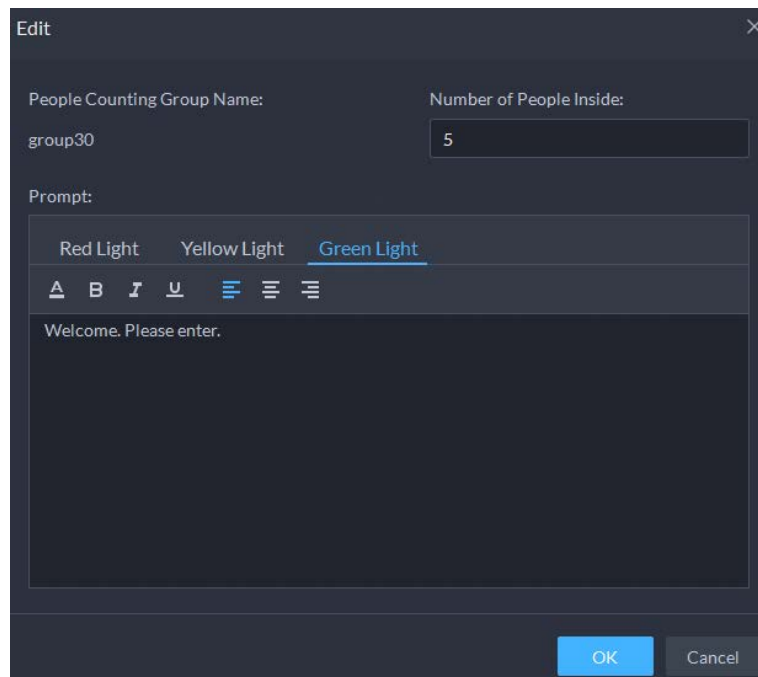 Edit
People Counting Group Name:
Number of People Inside:
group30
5
Prompt:
Red Light Yellow Light Green Light
A B I U
Welcome. Please enter.
OK Cancel